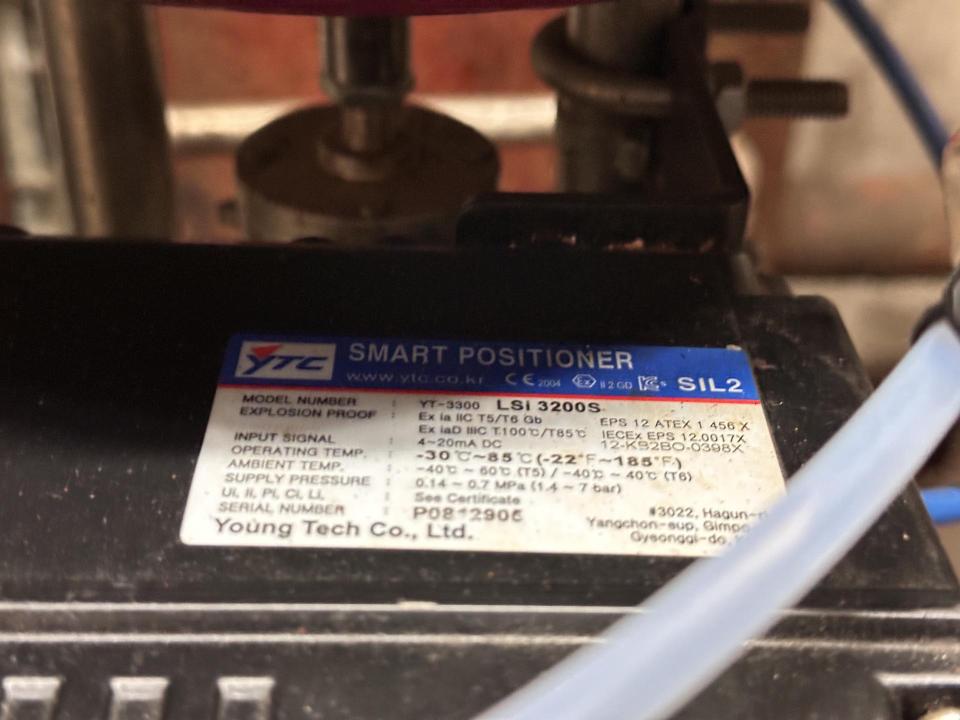 YTC SMART POSITIONER
www.ytc.co.kr CE 2004 Ex II 2 GD KCs SIL2
MODEL NUMBER : YT-3300 LSi 3200S
EXPLOSION PROOF : Ex ia IIC T5/T6 Gb EPS 12 ATEX 1 456 X
Ex iaD IIIC T100℃/T85℃ IECEx EPS 12.0017X
INPUT SIGNAL : 4~20mA DC 12-KB2BO-0398X
OPERATING TEMP. : -30℃~85℃(-22°F~185°F)
AMBIENT TEMP. : -40℃ ~ 60℃ (T5) / -40℃ ~ 40℃ (T6)
SUPPLY PRESSURE : 0.14 ~ 0.7 MPa (1.4 ~ 7 bar)
Ui, Ii, Pi, Ci, Li, : See Certificate
SERIAL NUMBER :
Young Tech Co., Ltd.
#3022,
Yangchon-eup,
Gyeonggi-do,